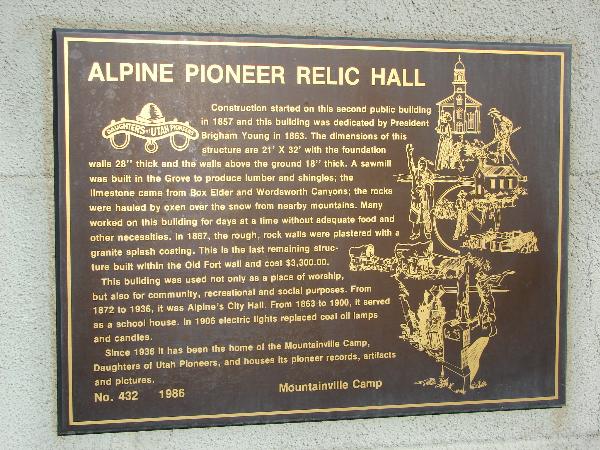 ALPINE PIONEER RELIC HALL
DAUGHTERS OF UTAH PIONEERS
Construction started on this second public building
in 1857 and this building was dedicated by President
Brigham Young in 1863. The dimensions of this
structure are 21' X 32' with the foundation
walls 28" thick and the walls above the ground 18" thick. A sawmill
was built in the Grove to produce lumber and shingles; the
limestone came from Box Elder and Wordsworth Canyons; the rocks
were hauled by oxen over the snow from nearby mountains. Many
worked on this building for days at a time without adequate food and
other necessities. In 1887, the rough, rock walls were plastered with a
granite splash coating. This is the last remaining struc-
ture built within the Old Fort wall and cost $3,300.00.
This building was used not only as a place of worship,
but also for community, recreational and social purposes. From
1872 to 1936, it was Alpine's City Hall. From 1863 to 1900, it served
as a school house. In 1906 electric lights replaced coal oil lamps
and candles.
Since 1936 it has been the home of the Mountainville Camp,
Daughters of Utah Pioneers, and houses its pioneer records, artifacts
and pictures.
No. 432 1986 Mountainville Camp